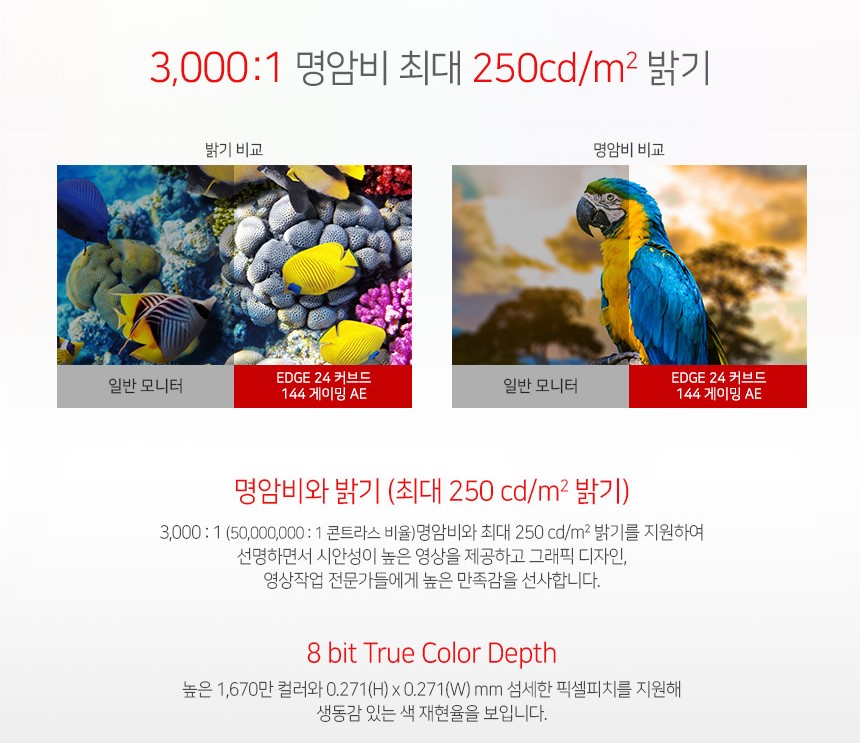 3,000:1 명암비 최대 250cd/m² 밝기
밝기 비교
명암비 비교
일반 모니터
EDGE 24 커브드
144 게이밍 AE
일반 모니터
EDGE 24 커브드
144 게이밍 AE
명암비와 밝기 (최대 250 cd/m² 밝기)
3,000 : 1 (50,000,000 : 1 콘트라스 비율)명암비와 최대 250 cd/m² 밝기를 지원하여
선명하면서 시안성이 높은 영상을 제공하고 그래픽 디자인,
영상작업 전문가들에게 높은 만족감을 선사합니다.
8 bit True Color Depth
높은 1,670만 컬러와 0.271(H) x 0.271(W) mm 섬세한 픽셀피치를 지원해
생동감 있는 색 재현율을 보입니다.